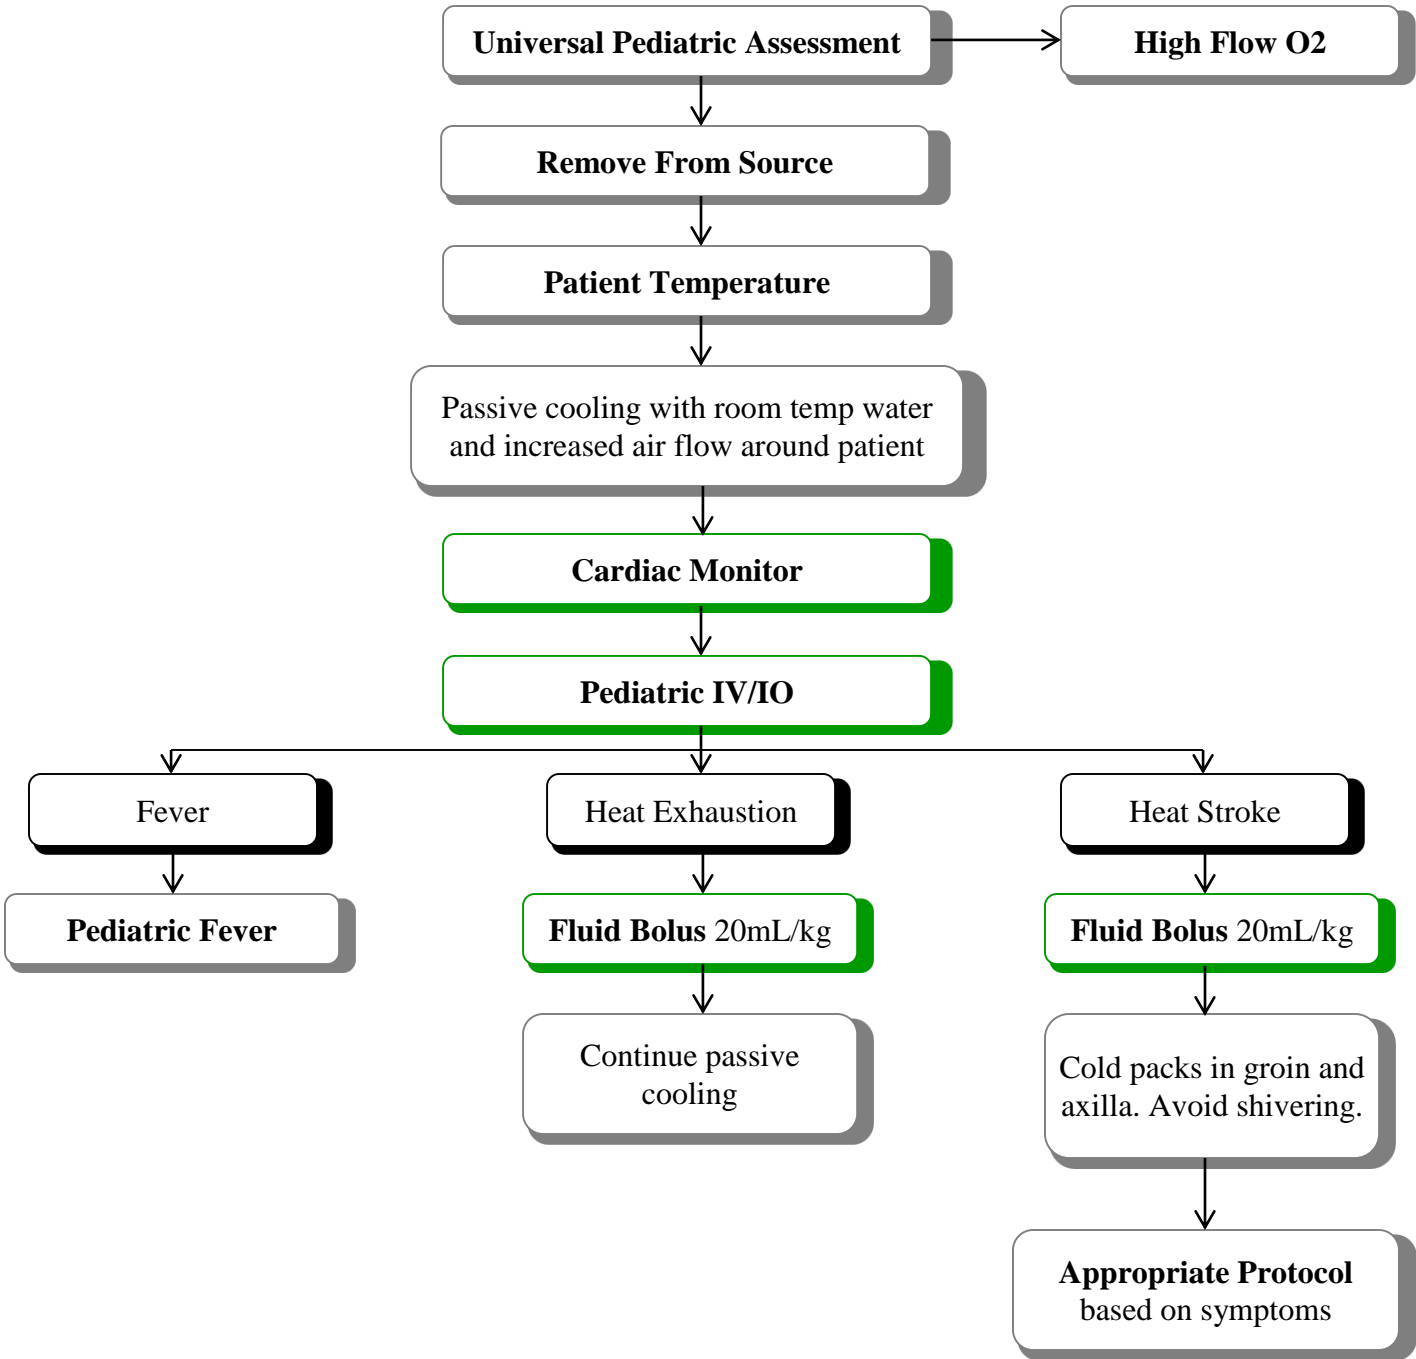 Universal Pediatric Assessment
High Flow O2
Remove From Source
Patient Temperature
Passive cooling with room temp water
and increased air flow around patient
Cardiac Monitor
Pediatric IV/IO
Fever
Heat Exhaustion
Heat Stroke
Pediatric Fever
Fluid Bolus 20mL/kg
Fluid Bolus 20mL/kg
Continue passive
cooling
Cold packs in groin and
axilla. Avoid shivering.
Appropriate Protocol
based on symptoms